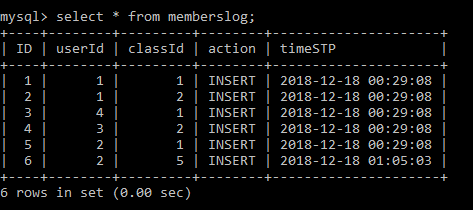 mysql> select * from memberslog;
+----+--------+---------+--------+---------------------+
| ID | userId | classId | action | timeSTP             |
+----+--------+---------+--------+---------------------+
|  1 |      1 |       1 | INSERT | 2018-12-18 00:29:08 |
|  2 |      1 |       2 | INSERT | 2018-12-18 00:29:08 |
|  3 |      4 |       1 | INSERT | 2018-12-18 00:29:08 |
|  4 |      3 |       2 | INSERT | 2018-12-18 00:29:08 |
|  5 |      2 |       1 | INSERT | 2018-12-18 00:29:08 |
|  6 |      2 |       5 | INSERT | 2018-12-18 01:05:03 |
+----+--------+---------+--------+---------------------+
6 rows in set (0.00 sec)